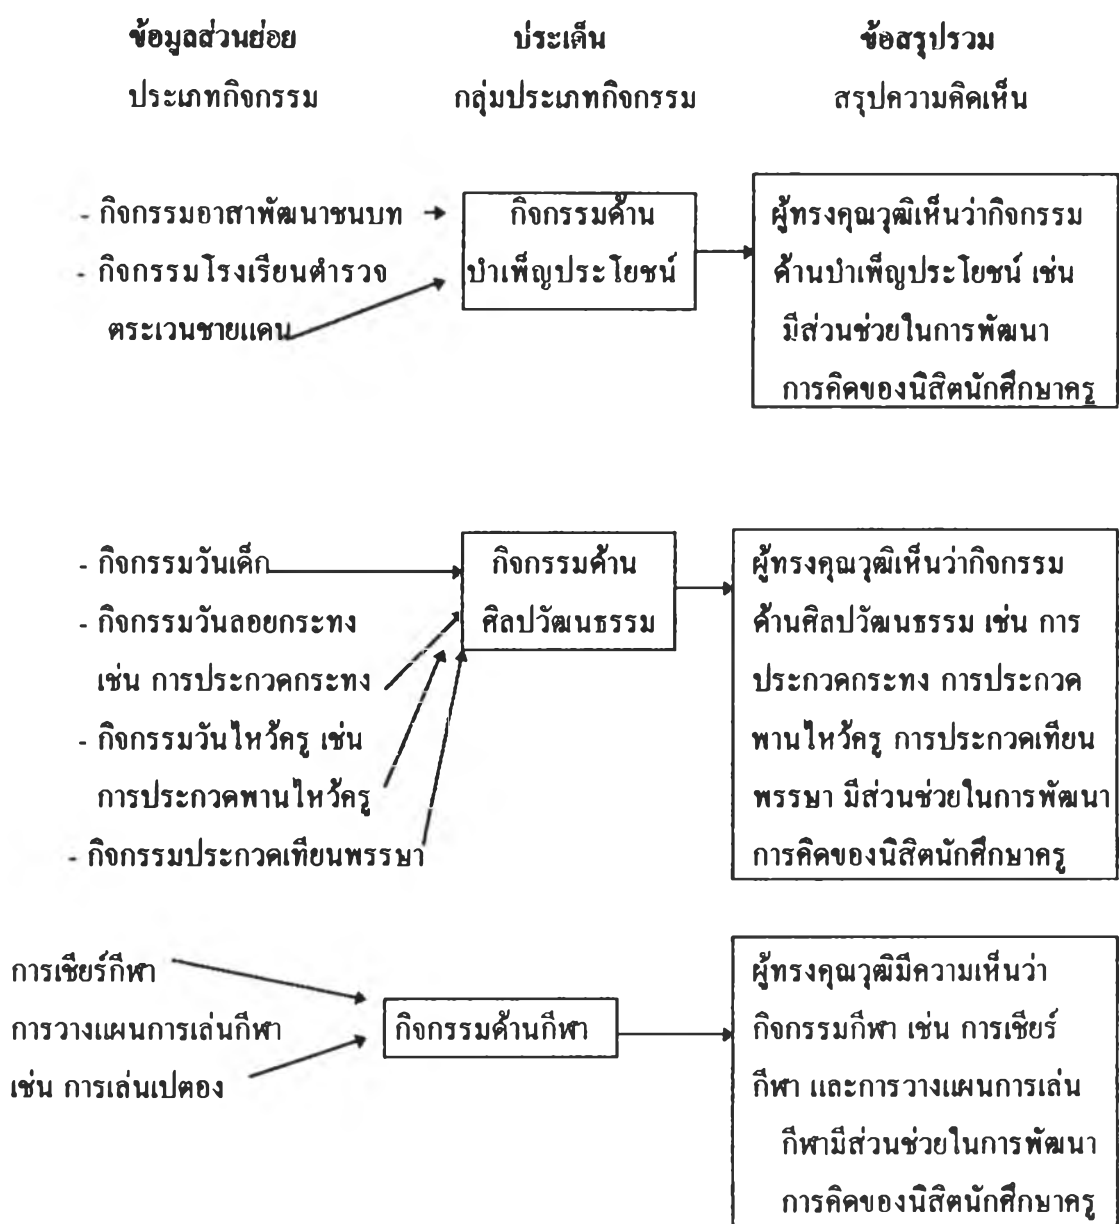 ข้อมูลส่วนย่อย
ประเด็น
ข้อสรุปรวม
ประเภทกิจกรรม
กลุ่มประเภทกิจกรรม
สรุปความคิดเห็น
- กิจกรรมอาสาพัฒนาชนบท
- กิจกรรมโรงเรียนตำรวจ
ตระเวนชายแดน
กิจกรรมด้าน
บำเพ็ญประโยชน์
ผู้ทรงคุณวุฒิเห็นว่ากิจกรรม
ด้านบำเพ็ญประโยชน์ เช่น
มีส่วนช่วยในการพัฒนา
การคิดของนิสิตนักศึกษาครู
- กิจกรรมวันเด็ก
- กิจกรรมวันลอยกระทง
เช่น การประกวดกระทง
- กิจกรรมวันไหว้ครู เช่น
การประกวดพานไหว้ครู
- กิจกรรมประกวดเทียนพรรษา
กิจกรรมด้าน
ศิลปวัฒนธรรม
ผู้ทรงคุณวุฒิเห็นว่ากิจกรรม
ด้านศิลปวัฒนธรรม เช่น การ
ประกวดกระทง การประกวด
พานไหว้ครู การประกวดเทียน
พรรษา มีส่วนช่วยในการพัฒนา
การคิดของนิสิตนักศึกษาครู
การเชียร์กีฬา
การวางแผนการเล่นกีฬา
เช่น การเล่นเปตอง
กิจกรรมด้านกีฬา
ผู้ทรงคุณวุฒิมีความเห็นว่า
กิจกรรมกีฬา เช่น การเชียร์
กีฬา และการวางแผนการเล่น
กีฬามีส่วนช่วยในการพัฒนา
การคิดของนิสิตนักศึกษาครู